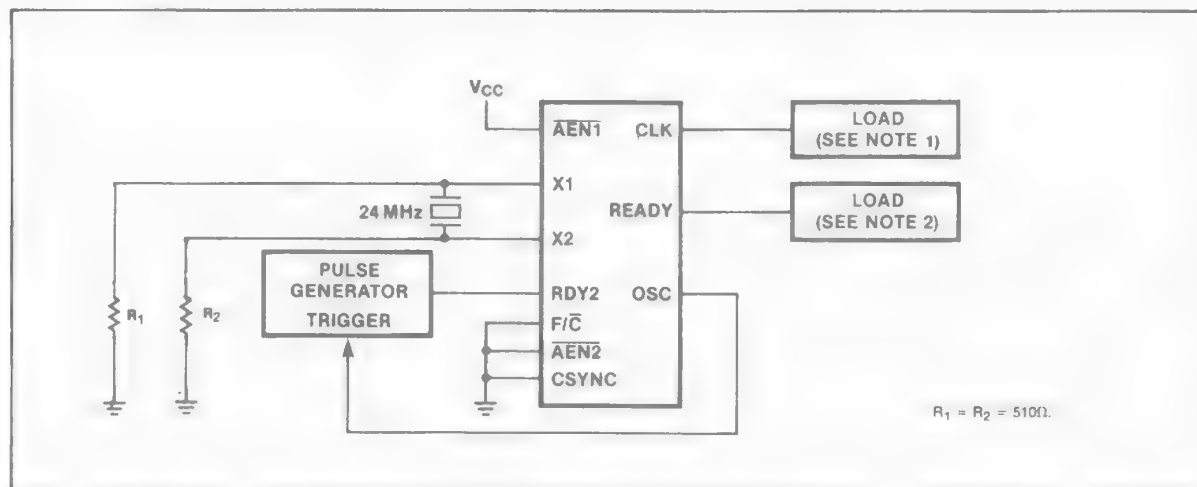 VCC
AEN1 CLK
LOAD
(SEE NOTE 1)
X1
24 MHz
READY
LOAD
(SEE NOTE 2)
X2
PULSE
GENERATOR
TRIGGER
RDY2 OSC
R1
R2
F/C̅
AEN2
CSYNC
R1 = R2 = 510Ω.